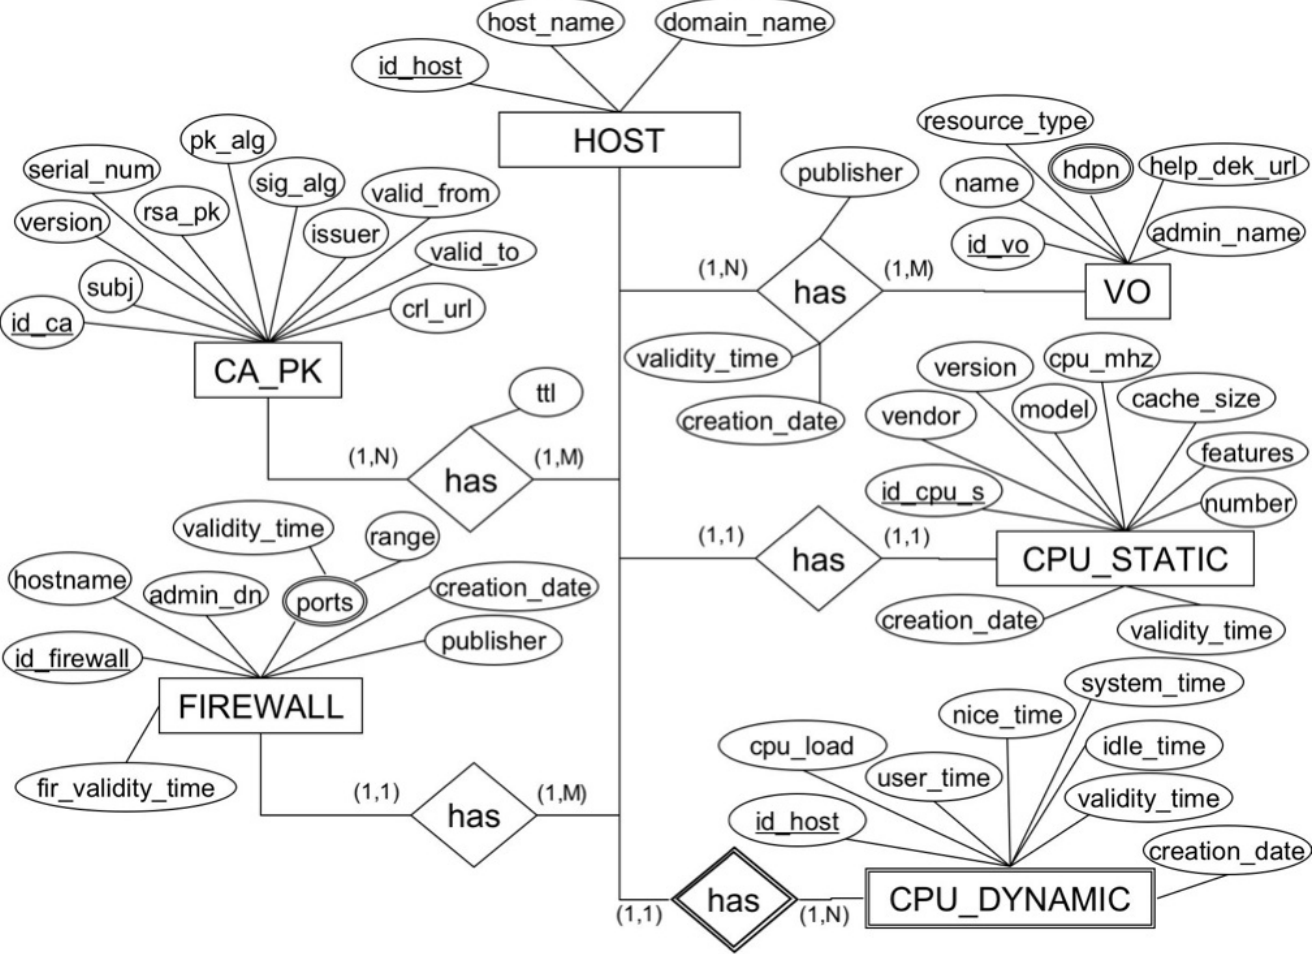 host_name
domain_name
id_host
HOST
pk_alg
serial_num
sig_alg
valid_from
rsa_pk
version
issuer
valid_to
subj
crl_url
id_ca
CA_PK
resource_type
publisher
hdpn
help_dek_url
name
id_vo
admin_name
(1,N)
(1,M)
has
VO
validity_time
creation_date
ttl
(1,N)
(1,M)
has
version
cpu_mhz
vendor
model
cache_size
features
id_cpu_s
number
(1,1)
(1,1)
has
CPU_STATIC
creation_date
validity_time
validity_time
range
hostname
admin_dn
ports
creation_date
publisher
id_firewall
FIREWALL
fir_validity_time
(1,1)
(1,M)
has
system_time
nice_time
cpu_load
idle_time
user_time
validity_time
id_host
creation_date
has
CPU_DYNAMIC
(1,1)
(1,N)